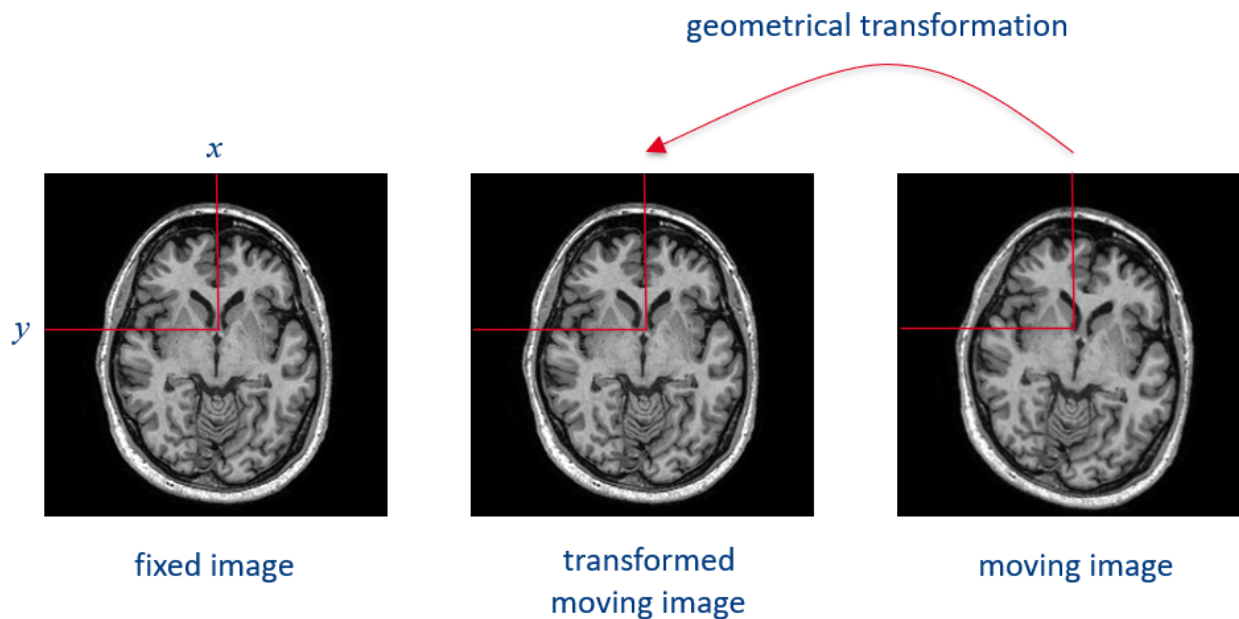 geometrical transformation
x
y
fixed image
transformed
moving image
moving image